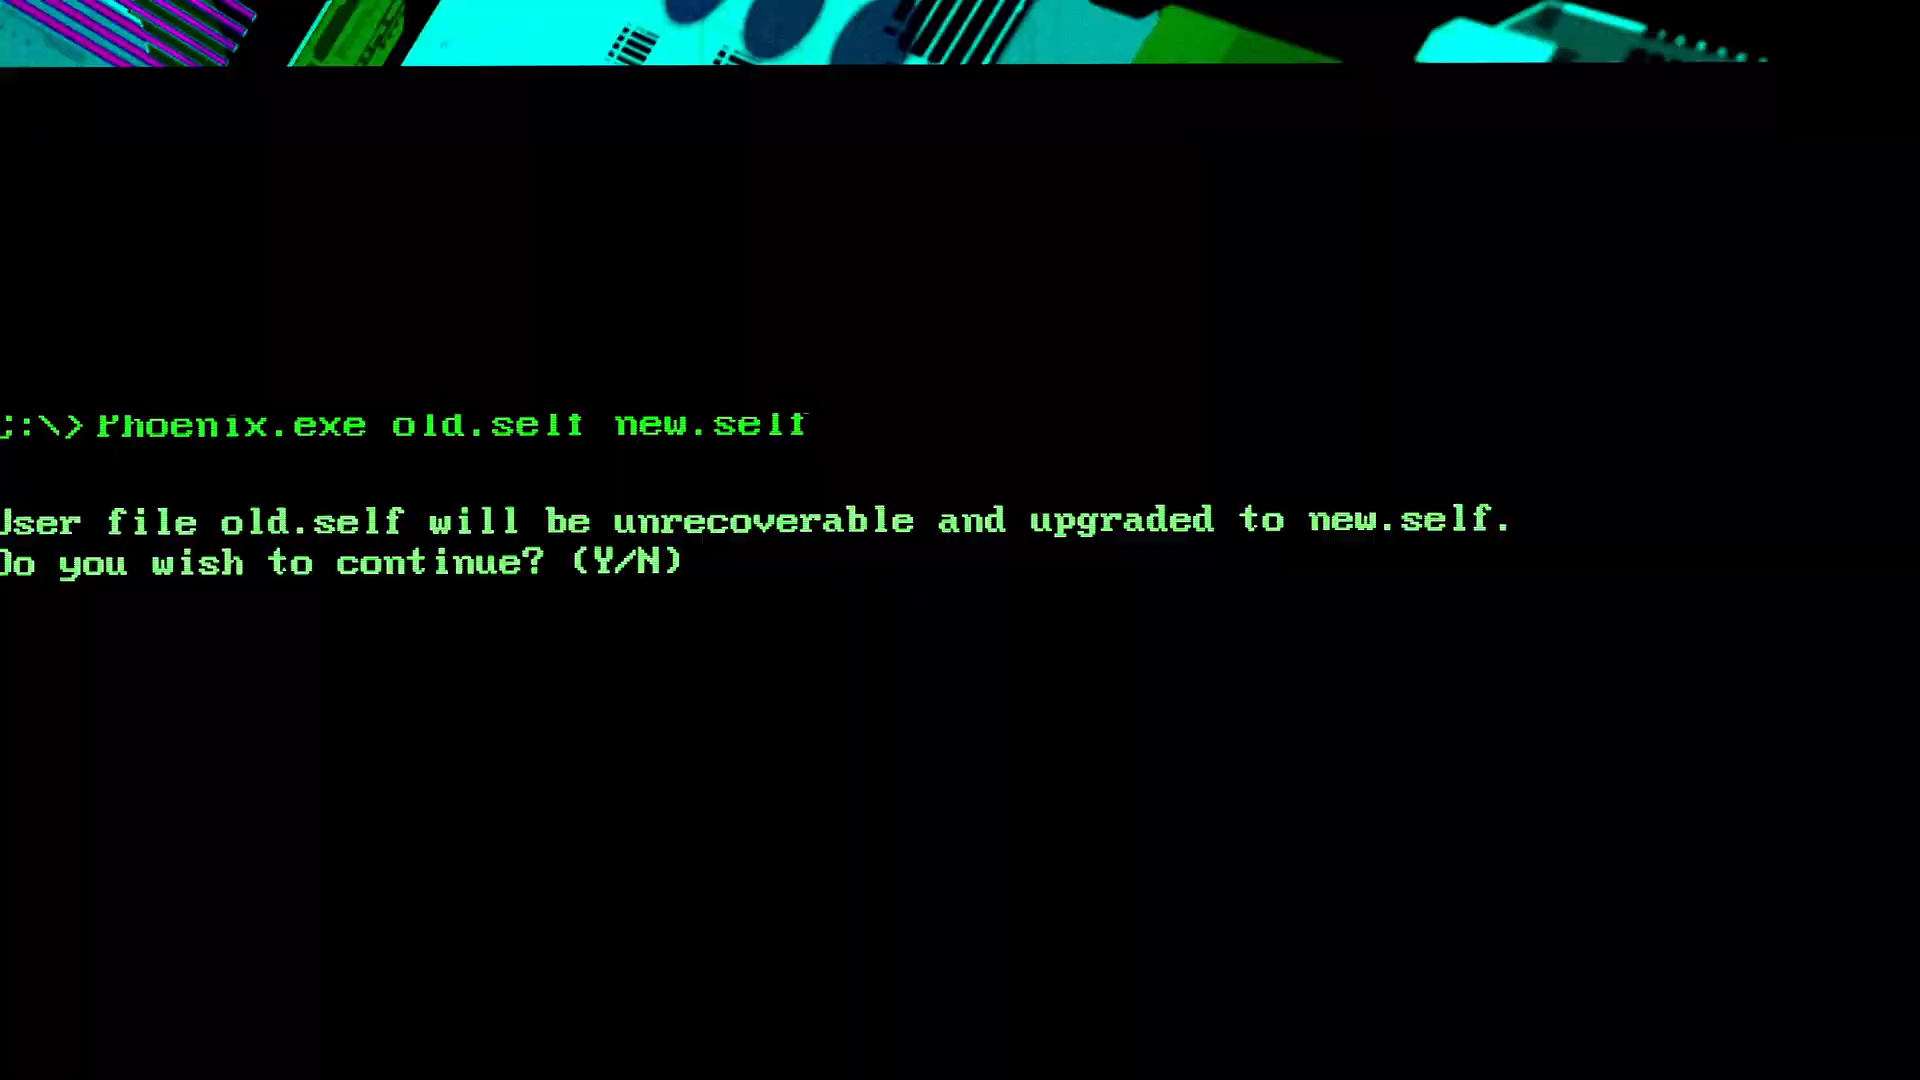 C:\> Phoenix.exe old.self new.self
User file old.self will be unrecoverable and upgraded to new.self.
Do you wish to continue? (Y/N)